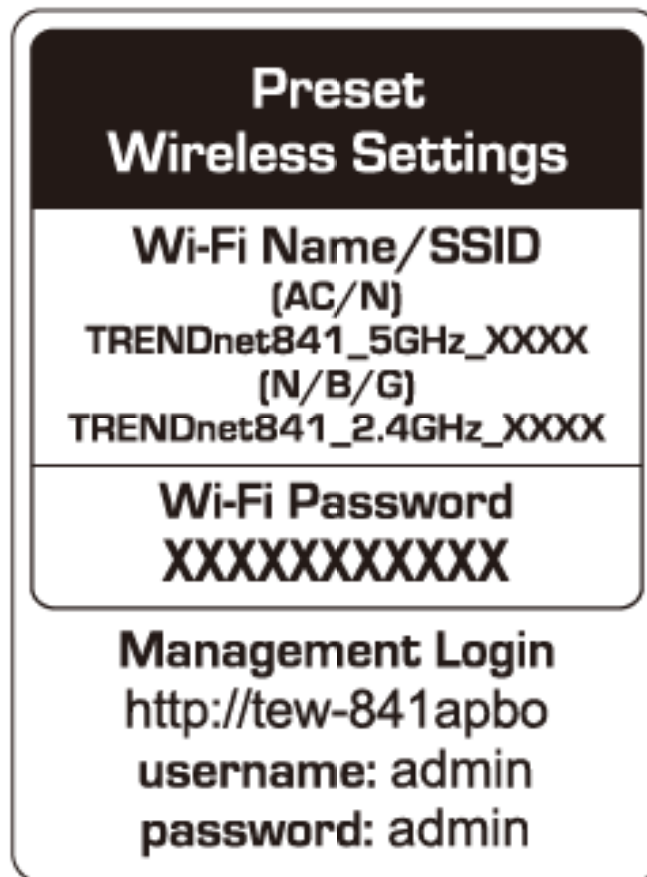 Preset
Wireless Settings
Wi-Fi Name/SSID
(AC/N)
TRENDnet841_5GHz_XXXX
(N/B/G)
TRENDnet841_2.4GHz_XXXX
Wi-Fi Password
XXXXXXXXXXX
Management Login
http://tew-841apbo
username: admin
password: admin